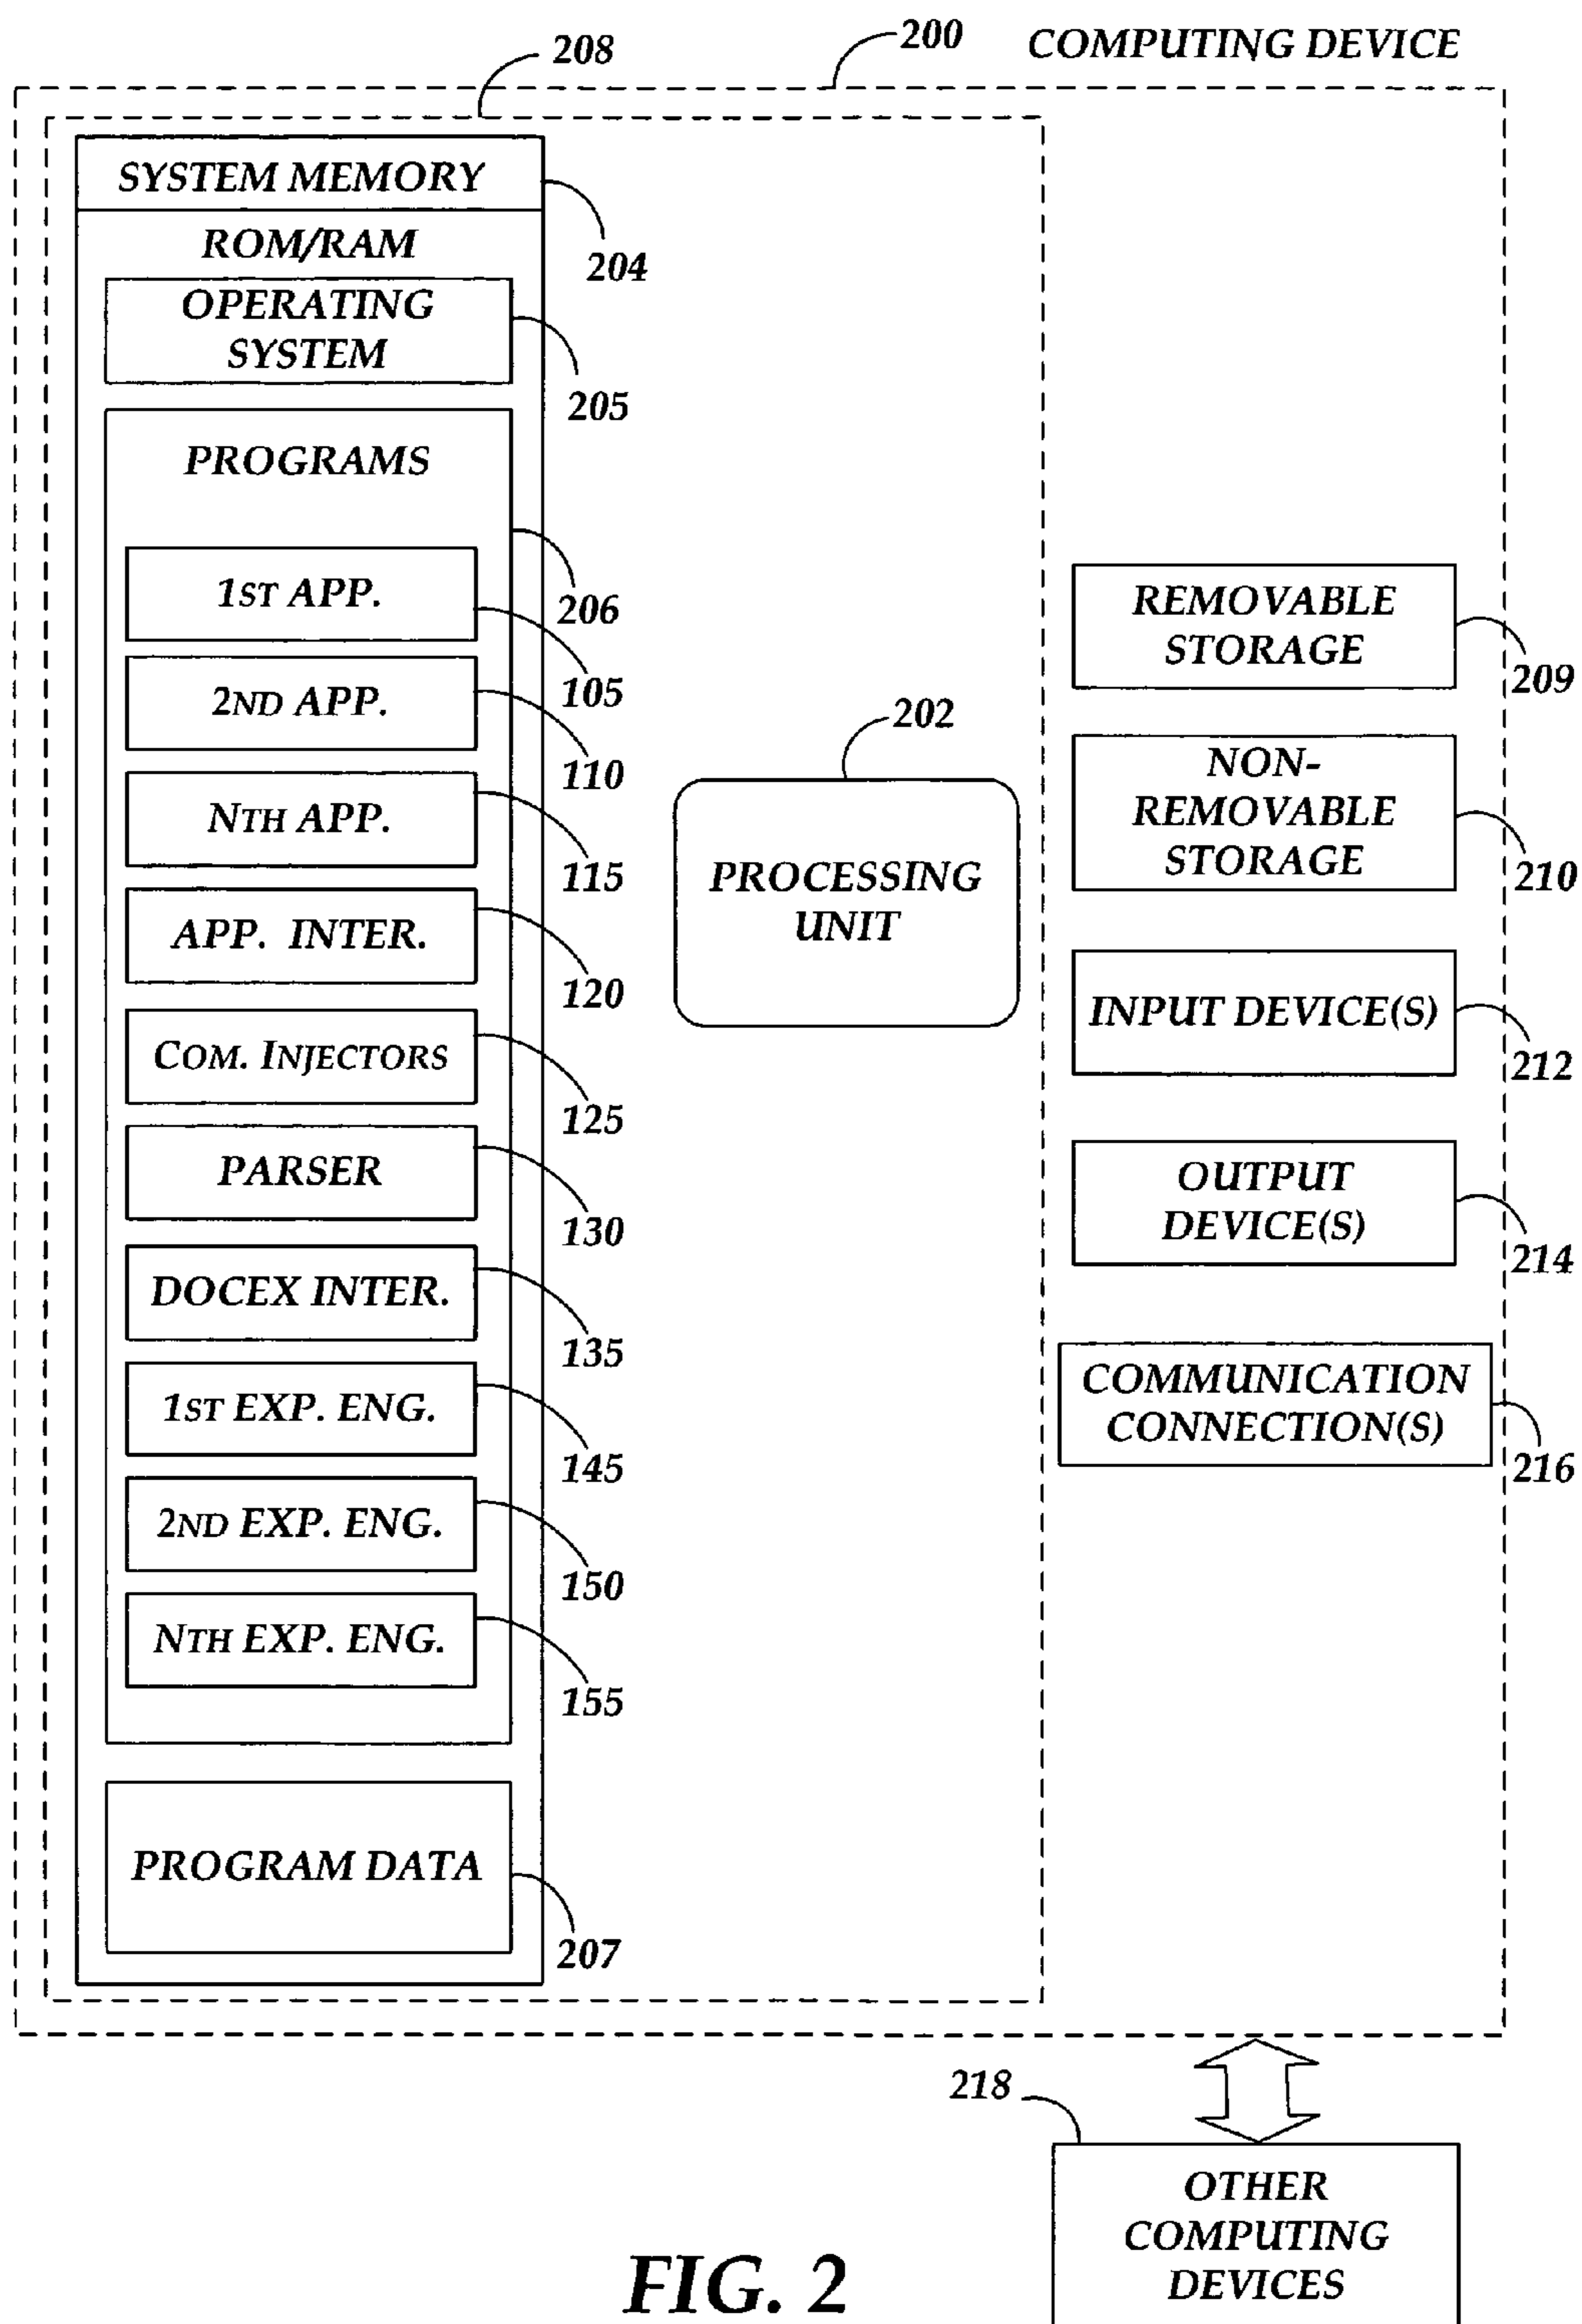 208
200
COMPUTING DEVICE
SYSTEM MEMORY
204
ROM/RAM
OPERATING
SYSTEM
205
PROGRAMS
206
1ST APP.
105
2ND APP.
110
NTH APP.
115
APP. INTER.
120
COM. INJECTORS
125
PARSER
130
DOCEX INTER.
135
1ST EXP. ENG.
145
2ND EXP. ENG.
150
NTH EXP. ENG.
155
PROGRAM DATA
207
202
PROCESSING
UNIT
REMOVABLE
STORAGE
209
NON-
REMOVABLE
STORAGE
210
INPUT DEVICE(S)
212
OUTPUT
DEVICE(S)
214
COMMUNICATION
CONNECTION(S)
216
218
OTHER
COMPUTING
DEVICES
FIG. 2